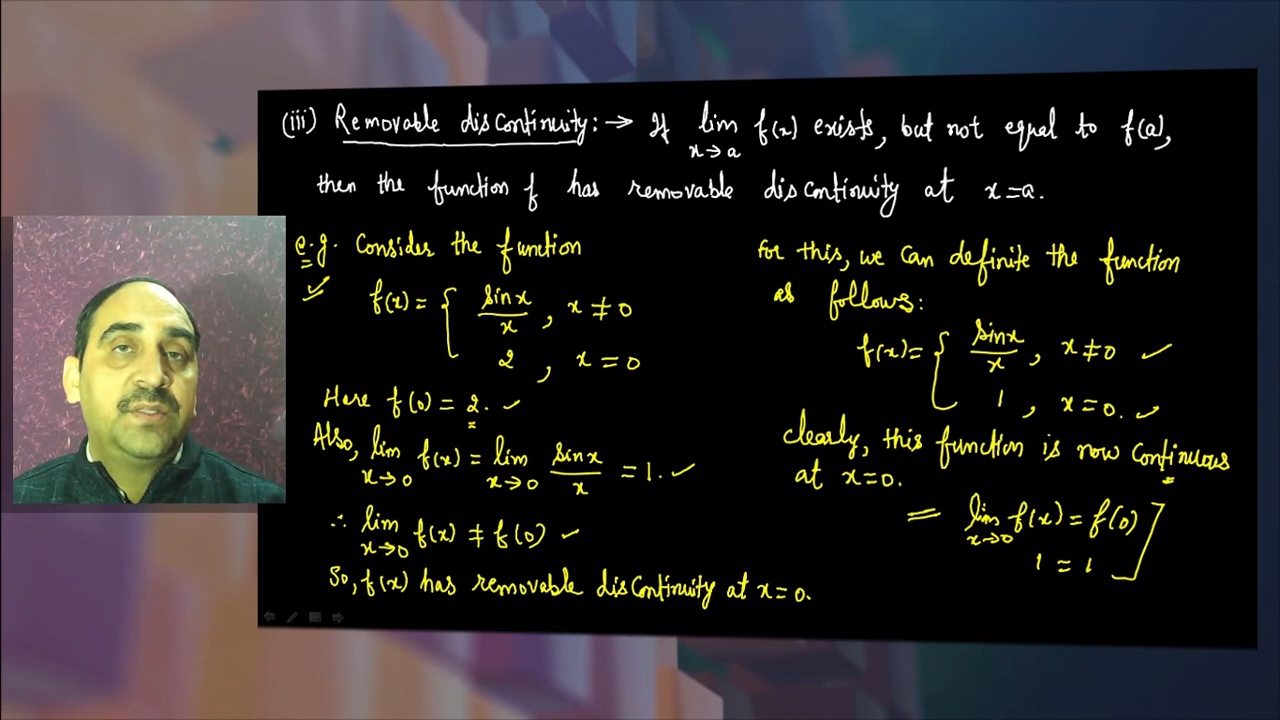 (iii) Removable discontinuity:→ If lim f(x) exists, but not equal to f(a),
x→a
then the function f has removable discontinuity at x=a.
e.g. Consider the function
f(x) = { sinx/x , x ≠ 0
2 , x = 0
Here f(0) = 2.
Also, lim f(x) = lim sinx/x = 1.
x→0 x→0
∴ lim f(x) ≠ f(0)
x→0
So, f(x) has removable discontinuity at x=0.
For this, we can definite the function
as follows:
f(x) = { sinx/x , x≠0
1 , x=0.
Clearly, this function is now continuous
at x=0.
= lim f(x) = f(0)
x→0
1 = 1